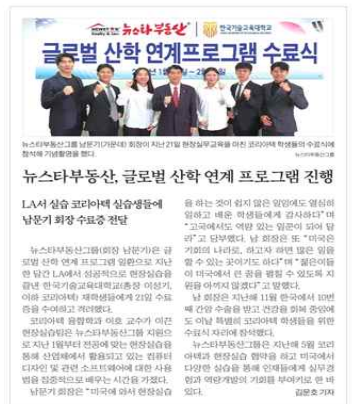 뉴스타부동산
한국기술교육대학교
글로벌 산학 연계프로그램 수료식
뉴스타부동산그룹 남문기(가운데) 회장이 지난 21일 현장실무교육을 마친 코리아텍 학생들의 수료식에
참석해 기념촬영을 했다.
뉴스타부동산그룹
뉴스타부동산, 글로벌 산학 연계 프로그램 진행
LA서 실습 코리아텍 실습생들에
남문기 회장 수료증 전달
뉴스타부동산그룹(회장 남문기)은 글
로벌 산학 연계 프로그램 일환으로 지난
한 달간 LA에서 성공적으로 현장실습을
끝낸 한국기술교육대학교(총장 이성기,
이하 코리아텍) 재학생들에게 21일 수료
증을 수여하고 격려했다.
코리아텍 융합학과 이호 교수가 이끈
현장실습팀은 뉴스타부동산그룹 지원으
로 지난 1월부터 전공에 맞는 현장실습을
통해 산업체에서 활용되고 있는 컴퓨터
디자인 및 관련 소프트웨어에 대한 사용
법을 집중적으로 배우는 시간을 가졌다.
남문기 회장은 "미국에 와서 현장실습
을 하는 것이 쉽지 않은 일임에도 열심히
임하고 배운 학생들에게 감사하다"며
"고국에서도 역량 있는 일꾼이 되어 달
라"고 당부했다. 남 회장은 또 "미국은
기회의 나라로, 하고자 하면 많은 일을
할 수 있는 곳이기도 하다"며 "젊은이들
이 미국에서 큰 꿈을 펼칠 수 있도록 지
원을 아끼지 않겠다"고 말했다.
남 회장은 지난해 11월 한국에서 10번
째 간암 수술을 받고 건강을 회복 중임에
도 이날 특별히 코리아텍 학생들을 위한
수료식 자리에 참석했다.
뉴스타부동산그룹은 지난해 5월 코리
아텍과 현장실습 협약을 하고 미국에서
다양한 실습을 통해 인재들에게 실무경
험과 역량개발의 기회를 부여키로 한 바
있다.
김문호 기자